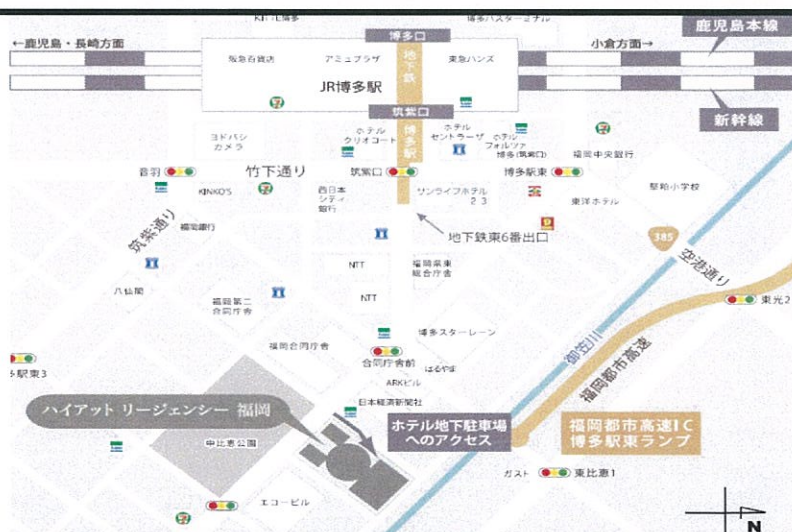 KITTE博多
博多バスターミナル
博多口
鹿児島本線
←鹿児島・長崎方面
小倉方面→
阪急百貨店
アミュプラザ
地下鉄
東急ハンズ
JR博多駅
筑紫口
新幹線
ヨドバシ
カメラ
ホテル
クリオコート
博多駅
ホテル
セントラーザ
ホテル
フォルツァ
博多(筑紫口)
福岡中央銀行
音羽
竹下通り
筑紫口
博多駅東
堅粕小学校
KINKO'S
西日本
シティ
銀行
サンライフホテル
2 3
東洋ホテル
筑紫通り
福岡銀行
地下鉄東6番出口
385
空港通り
NTT
福岡県東
総合庁舎
八仙閣
福岡第二
合同庁舎
NTT
東光2
博多スターレーン
御笠川
福岡都市高速
福岡合同庁舎
合同庁舎前
はるやま
多駅東3
ARKビル
日本経済新聞社
ハイアット リージェンシー 福岡
ホテル地下駐車場
へのアクセス
福岡都市高速IC
博多駅東ランプ
中比恵公園
ガスト
東比恵1
エコービル
N